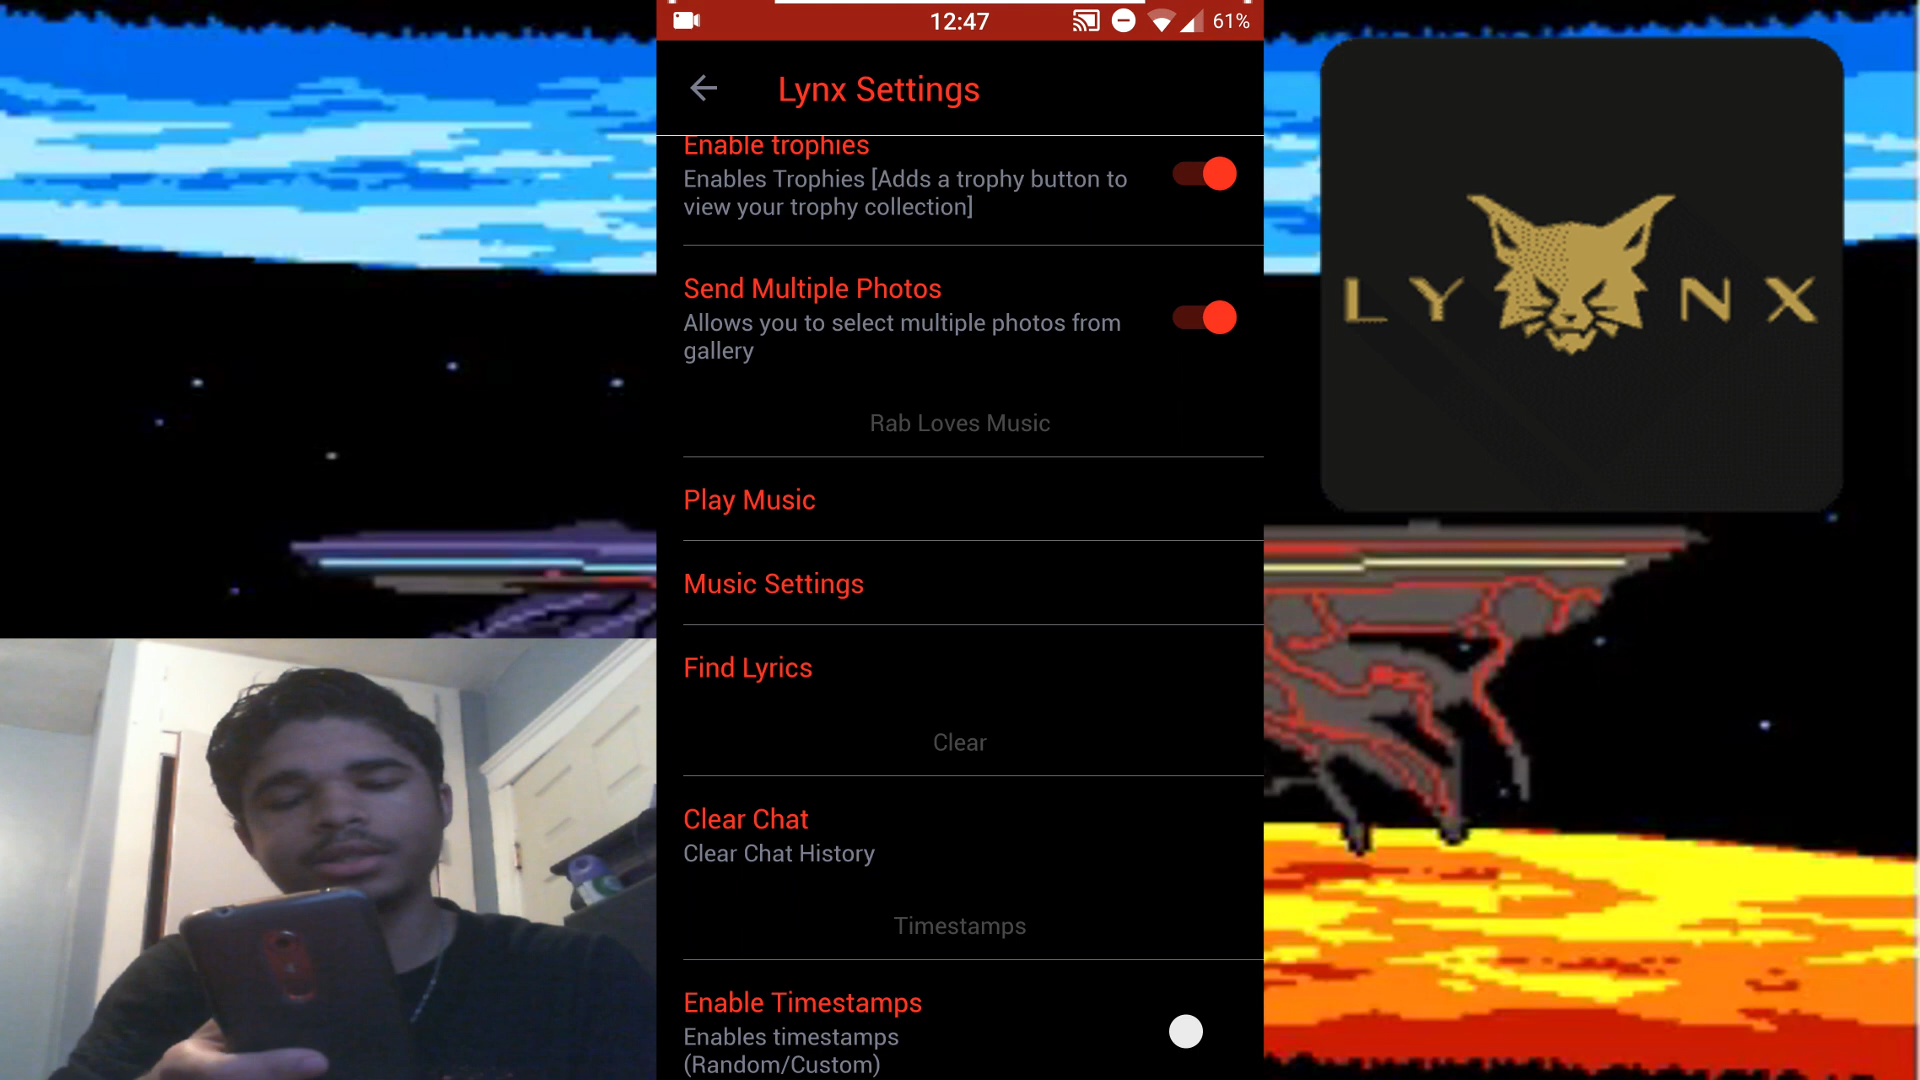 12:47
61%
Lynx Settings
Enable trophies
Enables Trophies [Adds a trophy button to
view your trophy collection]
Send Multiple Photos
Allows you to select multiple photos from
gallery
Rab Loves Music
Play Music
Music Settings
Find Lyrics
Clear
Clear Chat
Clear Chat History
Timestamps
Enable Timestamps
Enables timestamps
(Random/Custom)
LYNX